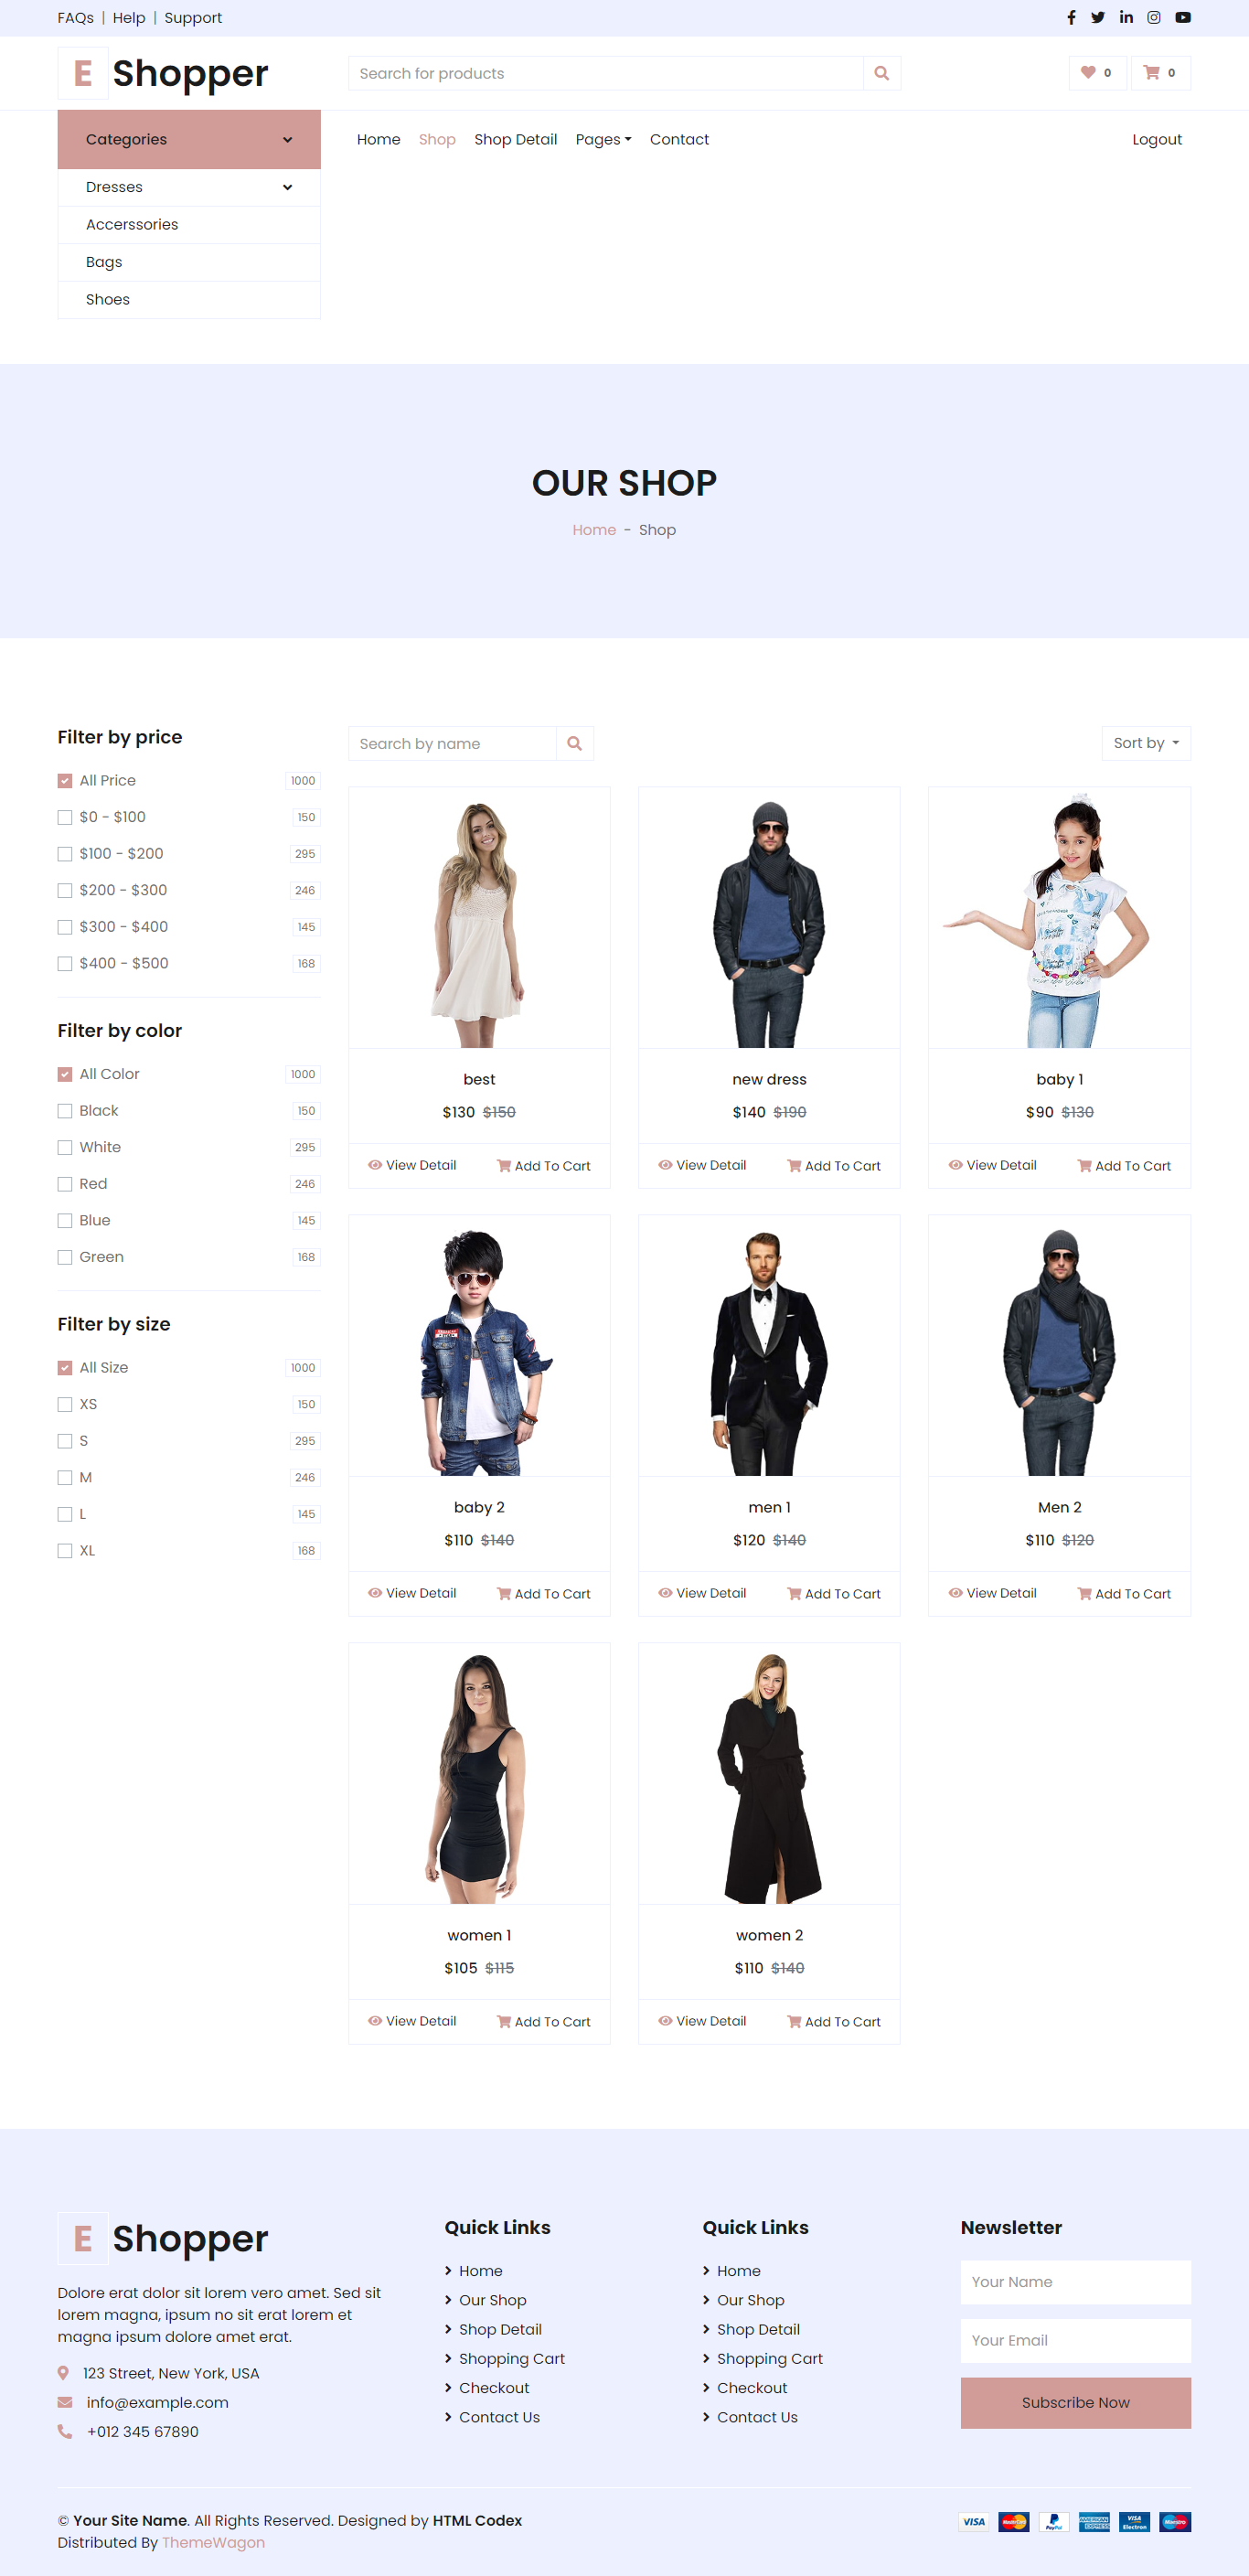 FAQs | Help | Support
E Shopper
Search for products
0 0
Categories
Home Shop Shop Detail Pages Contact Logout
Dresses
Accerssories
Bags
Shoes
OUR SHOP
Home - Shop
Filter by price
All Price 1000
$0 - $100 150
$100 - $200 295
$200 - $300 246
$300 - $400 145
$400 - $500 168
Filter by color
All Color 1000
Black 150
White 295
Red 246
Blue 145
Green 168
Filter by size
All Size 1000
XS 150
S 295
M 246
L 145
XL 168
Search by name
Sort by
best
$130 $150
View Detail Add To Cart
new dress
$140 $190
View Detail Add To Cart
baby 1
$90 $130
View Detail Add To Cart
baby 2
$110 $140
View Detail Add To Cart
men 1
$120 $140
View Detail Add To Cart
Men 2
$110 $120
View Detail Add To Cart
women 1
$105 $115
View Detail Add To Cart
women 2
$110 $140
View Detail Add To Cart
E Shopper
Dolore erat dolor sit lorem vero amet. Sed sit
lorem magna, ipsum no sit erat lorem et
magna ipsum dolore amet erat.
123 Street, New York, USA
info@example.com
+012 345 67890
Quick Links
Home
Our Shop
Shop Detail
Shopping Cart
Checkout
Contact Us
Quick Links
Home
Our Shop
Shop Detail
Shopping Cart
Checkout
Contact Us
Newsletter
Your Name
Your Email
Subscribe Now
© Your Site Name. All Rights Reserved. Designed by HTML Codex
Distributed By ThemeWagon
VISA MasterCard PayPal AMERICAN EXPRESS VISA Electron Maestro